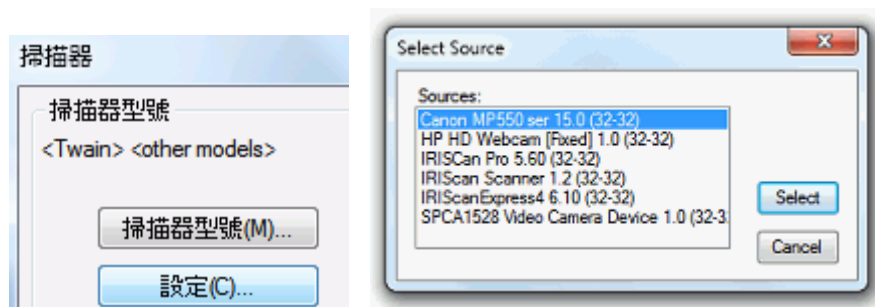 掃描器
掃描器型號
<Twain> <other models>
掃描器型號(M)...
設定(C)...
Select Source
Sources:
Canon MP550 ser 15.0 (32-32)
HP HD Webcam [Fixed] 1.0 (32-32)
IRISCan Pro 5.60 (32-32)
IRIScan Scanner 1.2 (32-32)
IRIScanExpress4 6.10 (32-32)
SPCA1528 Video Camera Device 1.0 (32-3
Select
Cancel